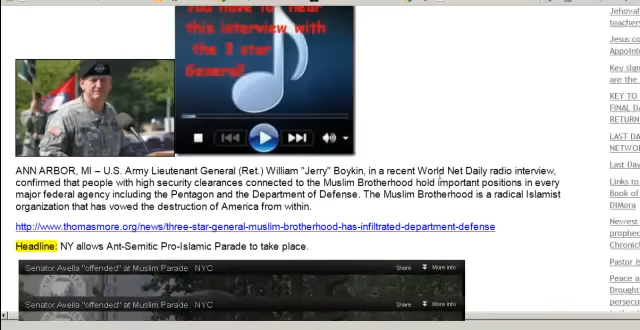 You have to hear
this interview with
with the 3 star
General
ANN ARBOR, MI – U.S. Army Lieutenant General (Ret.) William "Jerry" Boykin, in a recent World Net Daily radio interview,
confirmed that people with high security clearances connected to the Muslim Brotherhood hold important positions in every
major federal agency including the Pentagon and the Department of Defense. The Muslim Brotherhood is a radical Islamist
organization that has vowed the destruction of America from within.
http://www.thomasmore.org/news/three-star-general-muslim-brotherhood-has-infiltrated-department-defense
Headline: NY allows Ant-Semitic Pro-Islamic Parade to take place.
Senator Avella "offended" at Muslim Parade NYC Share More info
Senator Avella "offended" at Muslim Parade NYC Share More info
Jehovah
teachers
Jesus co
Appoint
Key sign
are the
KEY TO
FINAL DA
RETURN
LAST DA
NETWOR
Last Day
Links to
Book of
DiMora
Newest
prophec
Chronicl
Pastor is
Peace a
Drought
persecu